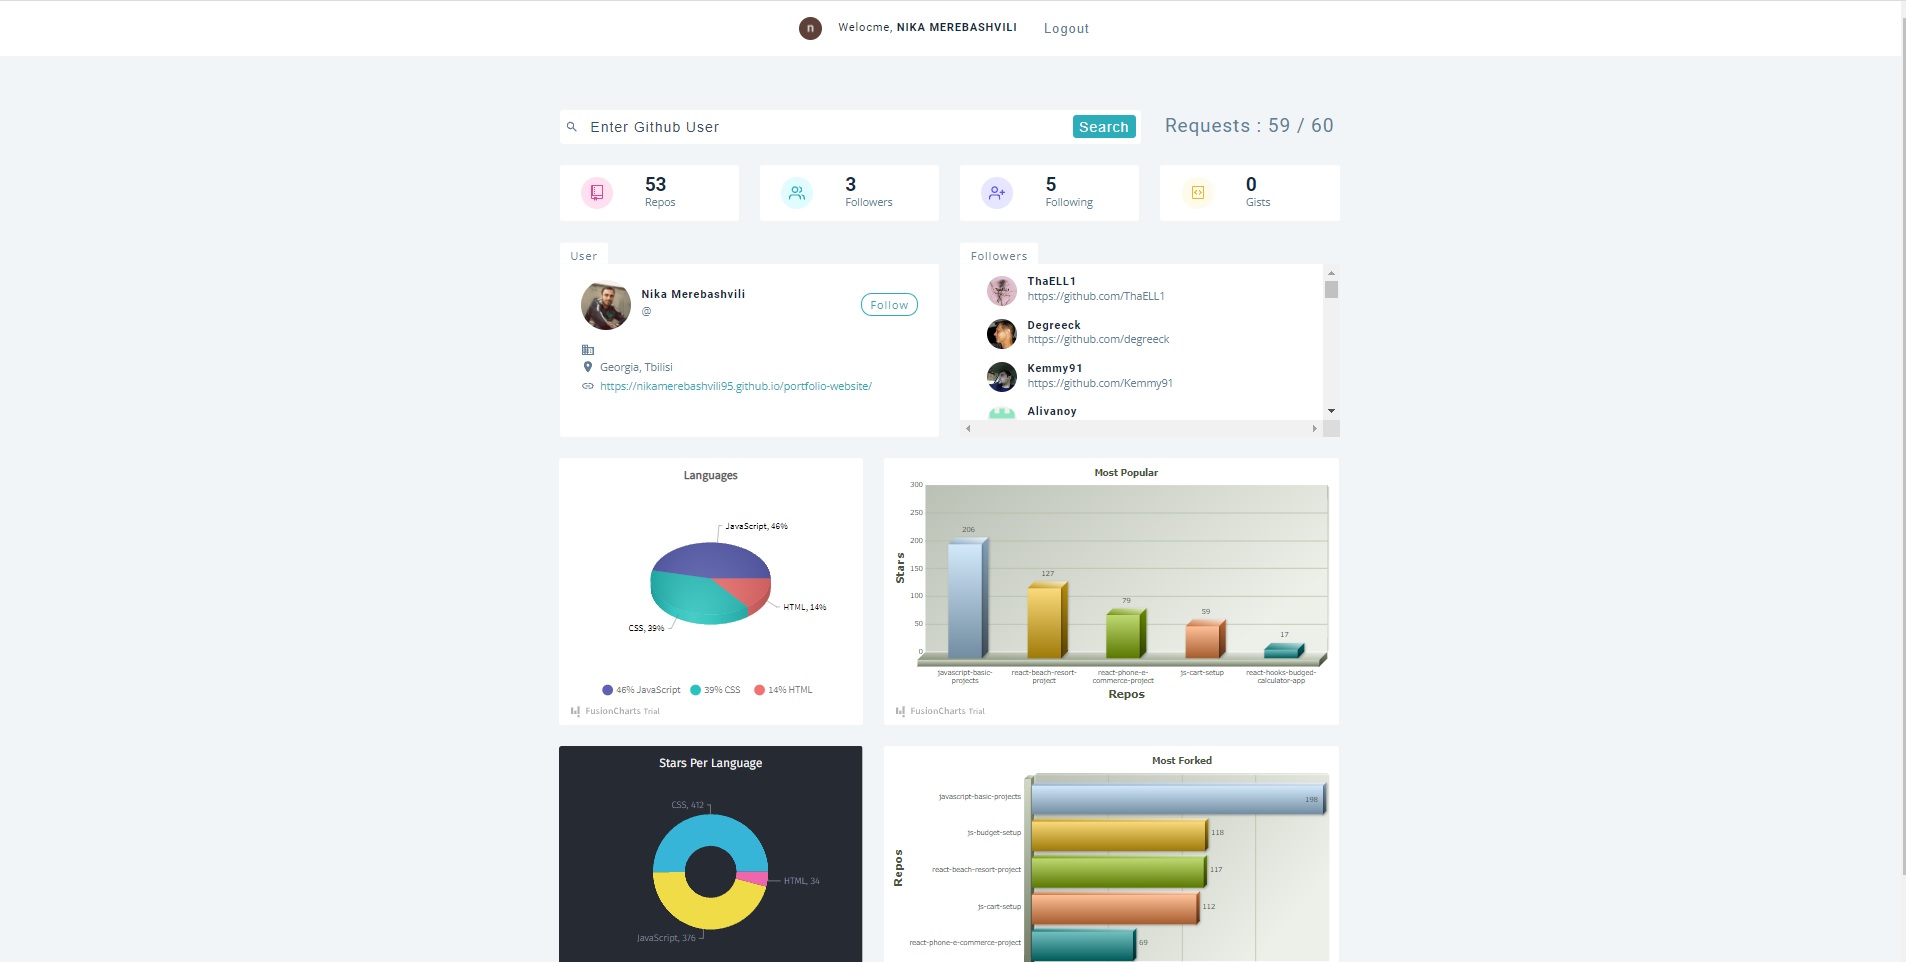 n Welocme, NIKA MEREBASHVILI Logout
Enter Github User Search Requests : 59 / 60
53
Repos
3
Followers
5
Following
0
Gists
User
Nika Merebashvili
@
Follow
Georgia, Tbilisi
https://nikamerebashvili95.github.io/portfolio-website/
Followers
ThaELL1
https://github.com/ThaELL1
Degreeck
https://github.com/degreeck
Kemmy91
https://github.com/Kemmy91
Alivanoy
Languages
JavaScript, 46%
HTML, 14%
CSS, 39%
46% JavaScript 39% CSS 14% HTML
FusionCharts Trial
Most Popular
Stars
300
250
200
150
100
50
0
206
127
79
59
17
javascript-basic-
projects
react-beach-resort-
project
react-phone-e-
commerce-project
js-cart-setup
react-hooks-budget-
calculator-app
Repos
FusionCharts Trial
Stars Per Language
CSS, 412
HTML, 34
JavaScript, 376
Most Forked
Repos
javascript-basic-projects 198
js-budget-setup 118
react-beach-resort-project 117
js-cart-setup 112
react-phone-e-commerce-project 69